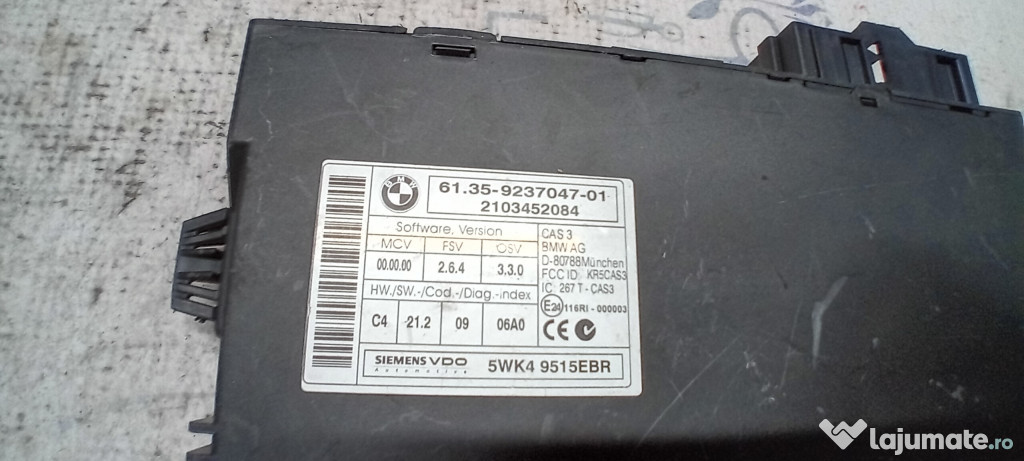 BMW
61.35-9237047-01
2103452084
Software, Version
MCV FSV OSV
00.00.00 2.6.4 3.3.0
HW./SW.-/Cod.-/Diag.-index
C4 21.2 09 06A0
CAS 3
BMW AG
D-80788München
FCC ID: KR5CAS3
IC: 267 T - CAS3
E24 116RI - 000003
CE
SIEMENS VDO
Automotive
5WK4 9515EBR
lajumate.ro